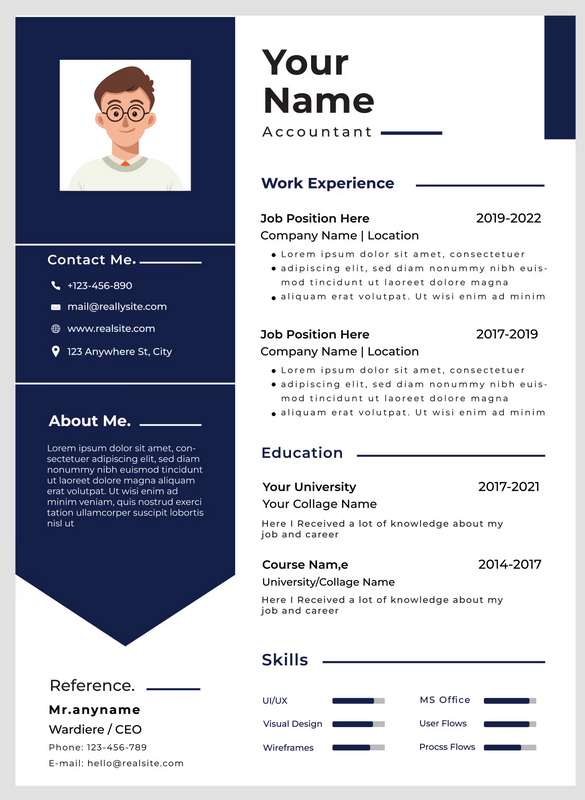 Your
Name
Accountant
Contact Me.
+123-456-890
mail@reallysite.com
www.realsite.com
123 Anywhere St, City
About Me.
Lorem ipsum dolor sit amet, con-
sectetuer adipiscing elit, sed diam
nonummy nibh euismod tincidunt
ut laoreet dolore magna aliquam
erat volutpat. Ut wisi enim ad
minim veniam, quis nostrud exerci
tation ullamcorper suscipit lobortis
nisl ut
Reference.
Mr.anyname
Wardiere / CEO
Phone: 123-456-789
E-mail: hello@realsite.com
Work Experience
Job Position Here 2019-2022
Company Name | Location
• Lorem ipsum dolor sit amet, consectetuer
• adipiscing elit, sed diam nonummy nibh euis-
mod tincidunt ut laoreet dolore magna
• aliquam erat volutpat. Ut wisi enim ad minim
Job Position Here 2017-2019
Company Name | Location
• Lorem ipsum dolor sit amet, consectetuer
• adipiscing elit, sed diam nonummy nibh euis-
mod tincidunt ut laoreet dolore magna
• aliquam erat volutpat. Ut wisi enim ad minim
Education
Your University 2017-2021
Your Collage Name
Here I Received a lot of knowledge about my
job and career
Course Nam,e 2014-2017
University/Collage Name
Here I Received a lot of knowledge about my
job and career
Skills
UI/UX MS Office
Visual Design User Flows
Wireframes Procss Flows